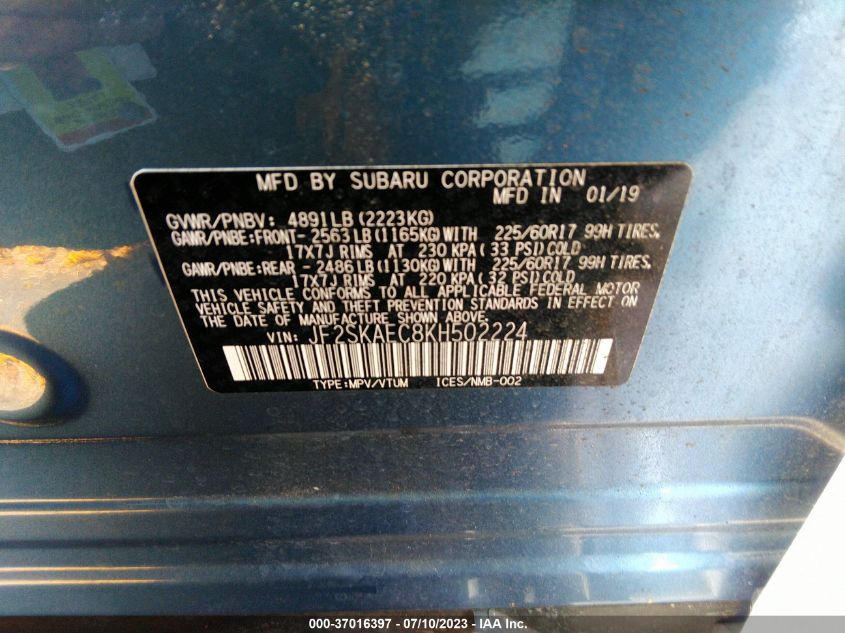 MFD BY SUBARU CORPORATION
MFD IN 01/19
GVWR/PNBV: 4891LB(2223KG)
GAWR/PNBE:FRONT-2563LB(1165KG)WITH 225/60R17 99H TIRES,
17X7J RIMS AT 230 KPA(33 PSI)COLD
GAWR/PNBE:REAR -2486LB(1130KG)WITH 225/60R17 99H TIRES,
17X7J RIMS AT 220 KPA(32 PSI)COLD
THIS VEHICLE CONFORMS TO ALL APPLICABLE FEDERAL MOTOR
VEHICLE SAFETY AND THEFT PREVENTION STANDARDS IN EFFECT ON
THE DATE OF MANUFACTURE SHOWN ABOVE.
VIN: JF2SKAEC8KH502224
TYPE:MPV/VTUM ICES/NMB-002
000-37016397 - 07/10/2023 - © IAA Inc.